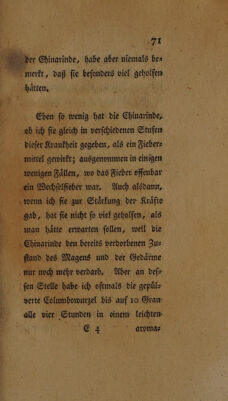 71
der Chinarinde, habe aber niemals be-
merkt, daß sie besonders viel geholfen
hätten.
Eben so wenig hat die Chinarinde,
ob ich sie gleich in verschiedenen Stufen
dieser Krankheit gegeben, als ein Fieber-
mittel gewirkt; ausgenommen in einigen
wenigen Fällen, wo das Fieber offenbar
ein Wechselfieber war. Auch alsdann,
wenn ich sie zur Stärkung der Kräfte
gab, hat sie nicht so viel geholfen, als
man hätte erwarten sollen, weil die
Chinarinde den bereits verdorbenen Zu-
stand des Magens und der Gedärme
nur noch mehr verdarb. Aber an des-
sen Stelle habe ich oftmals die gepül-
verte Columbowurzel bis auf 10 Gran
alle vier Stunden in einem leichten
E 4
aroma-